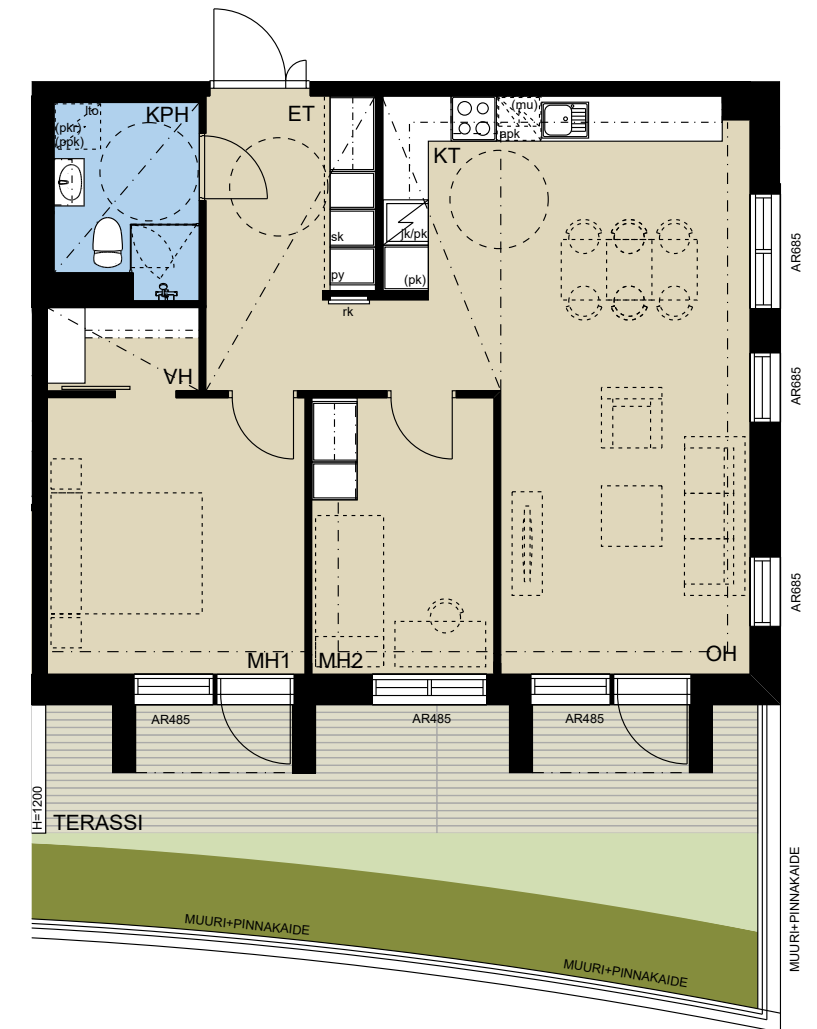 lto
KPH
(pkr)
(ppk)
ET
(mu)
apk
KT
sk
jk/pk
py
(pk)
rk
VH
AR685
AR685
AR685
MH1
MH2
OH
AR485
AR485
AR485
H=1200
TERASSI
MUURI+PINNAKAIDE
MUURI+PINNAKAIDE
MUURI+PINNAKAIDE